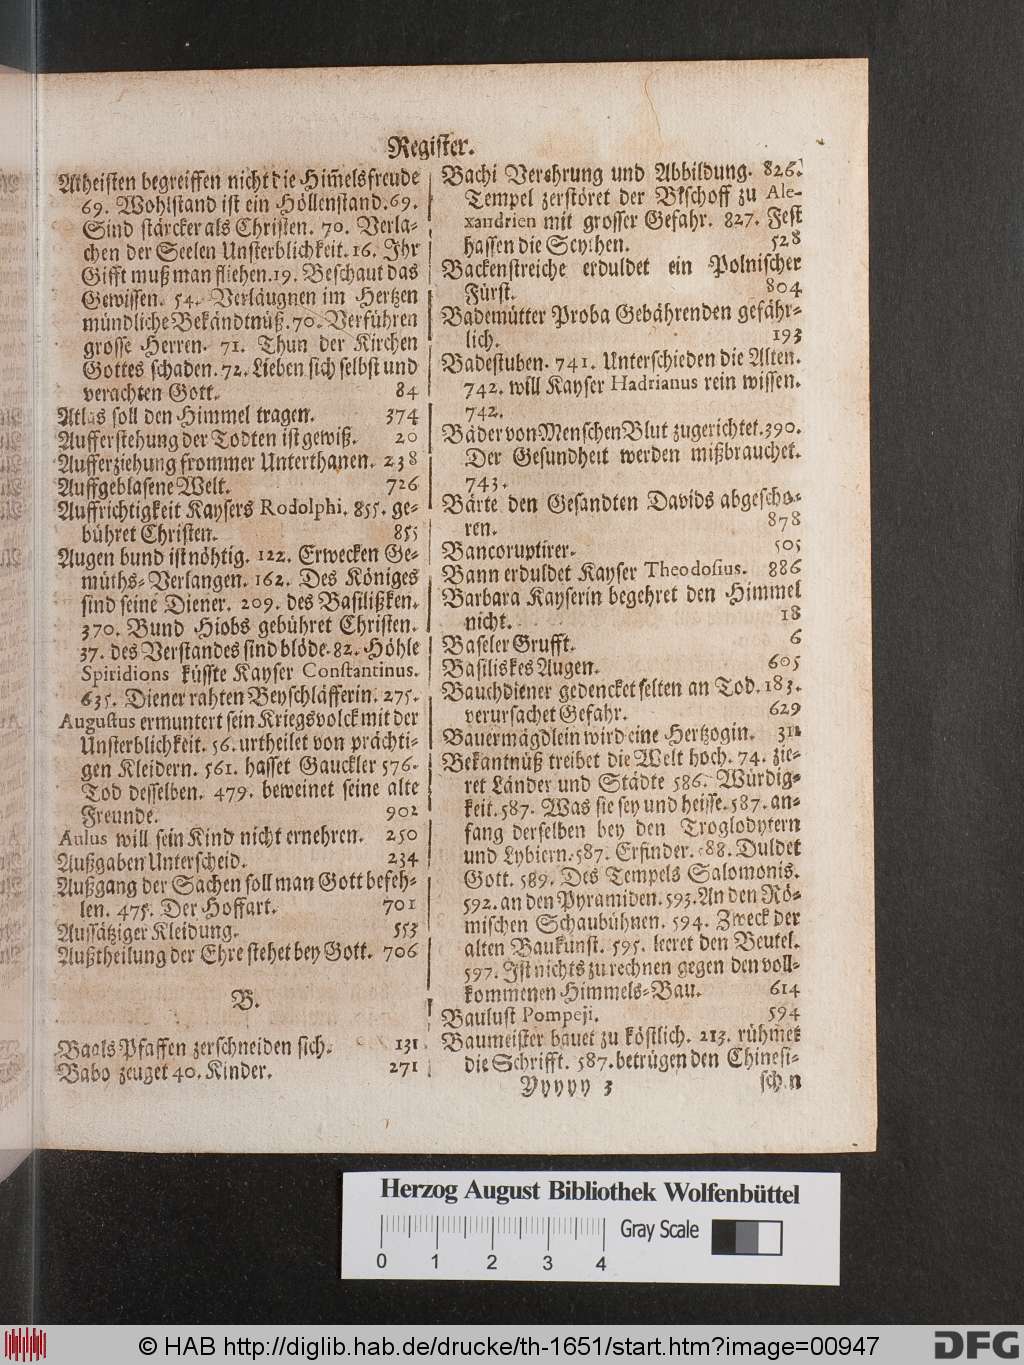 Register.
Atheisten begreiffen nicht die Him̃elsfreude
69. Wohlstand ist ein Höllenstand. 69.
Sind stärcker als Christen. 70. Verla-
chen der Seelen Unsterblichkeit. 16. Ihr
Gifft muß man fliehen. 19. Beschaut das
Gewissen. 54. Verläugnen im Hertzen
mündliche Bekändtnüß. 70. Verführen
grosse Herren. 71. Thun der Kirchen
Gottes schaden. 72. Lieben sich selbst und
verachten Gott. 84
Atlas soll den Himmel tragen. 374
Aufferstehung der Todten ist gewiß. 20
Aufferziehung frommer Unterthanen. 238
Auffgeblasene Welt. 726
Auffrichtigkeit Kaysers Rodolphi. 855. ge-
bühret Christen. 855
Augen bund ist nöhtig. 122. Erwecken Ge-
müths-Verlangen. 162. Des Königes
sind seine Diener. 209. des Basilißken.
370. Bund Hiobs gebühret Christen.
37. des Verstandes sind blöde. 82. Höhle
Spiridions küsste Kayser Constantinus.
635. Diener rahten Beyschläfferin. 275.
Augustus ermuntert sein Kriegsvolck mit der
Unsterblichkeit. 56. urtheilet von prächti-
gen Kleidern. 561. hasset Gauckler 576.
Tod desselben. 479. beweinet seine alte
Freunde. 902
Aulus will sein Kind nicht ernehren. 250
Außgaben Unterscheid. 234
Außgang der Sachen soll man Gott befeh-
len. 475. Der Hoffart. 701
Aussätziger Kleidung. 553
Außtheilung der Ehre stehet bey Gott. 706
B.
Baals Pfaffen zerschneiden sich. 131
Babo zeuget 40. Kinder. 271
Bachi Verehrung und Abbildung. 826.
Tempel zerstöret der Bischoff zu Ale-
xandrien mit grosser Gefahr. 827. Fest
hassen die Scythen. 528
Backenstreiche erduldet ein Polnischer
Fürst. 804
Bademütter Proba Gebährenden gefähr-
lich. 193
Badestuben. 741. Unterschieden die Alten.
742. will Kayser Hadrianus rein wissen.
742.
Bäder von Menschen Blut zugerichtet. 390.
Der Gesundheit werden mißbrauchet.
743.
Bärte den Gesandten Davids abgescho-
ren. 878
Bancoruptirer. 505
Bann erduldet Kayser Theodosius. 886
Barbara Kayserin begehret den Himmel
nicht. 18
Baseler Grufft. 6
Basiliskes Augen. 605
Bauchdiener gedencket selten an Tod. 183.
verursachet Gefahr. 629
Bauermägdlein wird eine Hertzogin. 311
Bekantnüß treibet die Welt hoch. 74. zie-
ret Länder und Städte 586. Würdig-
keit. 587. Was sie sey und heisse. 587. an-
fang derselben bey den Troglodytern
und Lybiern. 587. Erfinder. 588. Duldet
Gott. 589. Des Tempels Salomonis.
592. an den Pyramiden. 593. An den Rö-
mischen Schaubühnen. 594. Zweck der
alten Baukunst. 595. leeret den Beutel.
597. Ist nichts zu rechnen gegen den voll-
kommenen Himmels-Bau. 614
Baulust Pompeji. 594
Baumeister bauet zu köstlich. 213. rühmet
die Schrifft. 587. betrügen den Chinesi-
Yyyyy 3 schen
Herzog August Bibliothek Wolfenbüttel
Gray Scale
0 1 2 3 4
© HAB http://diglib.hab.de/drucke/th-1651/start.htm?image=00947
DFG